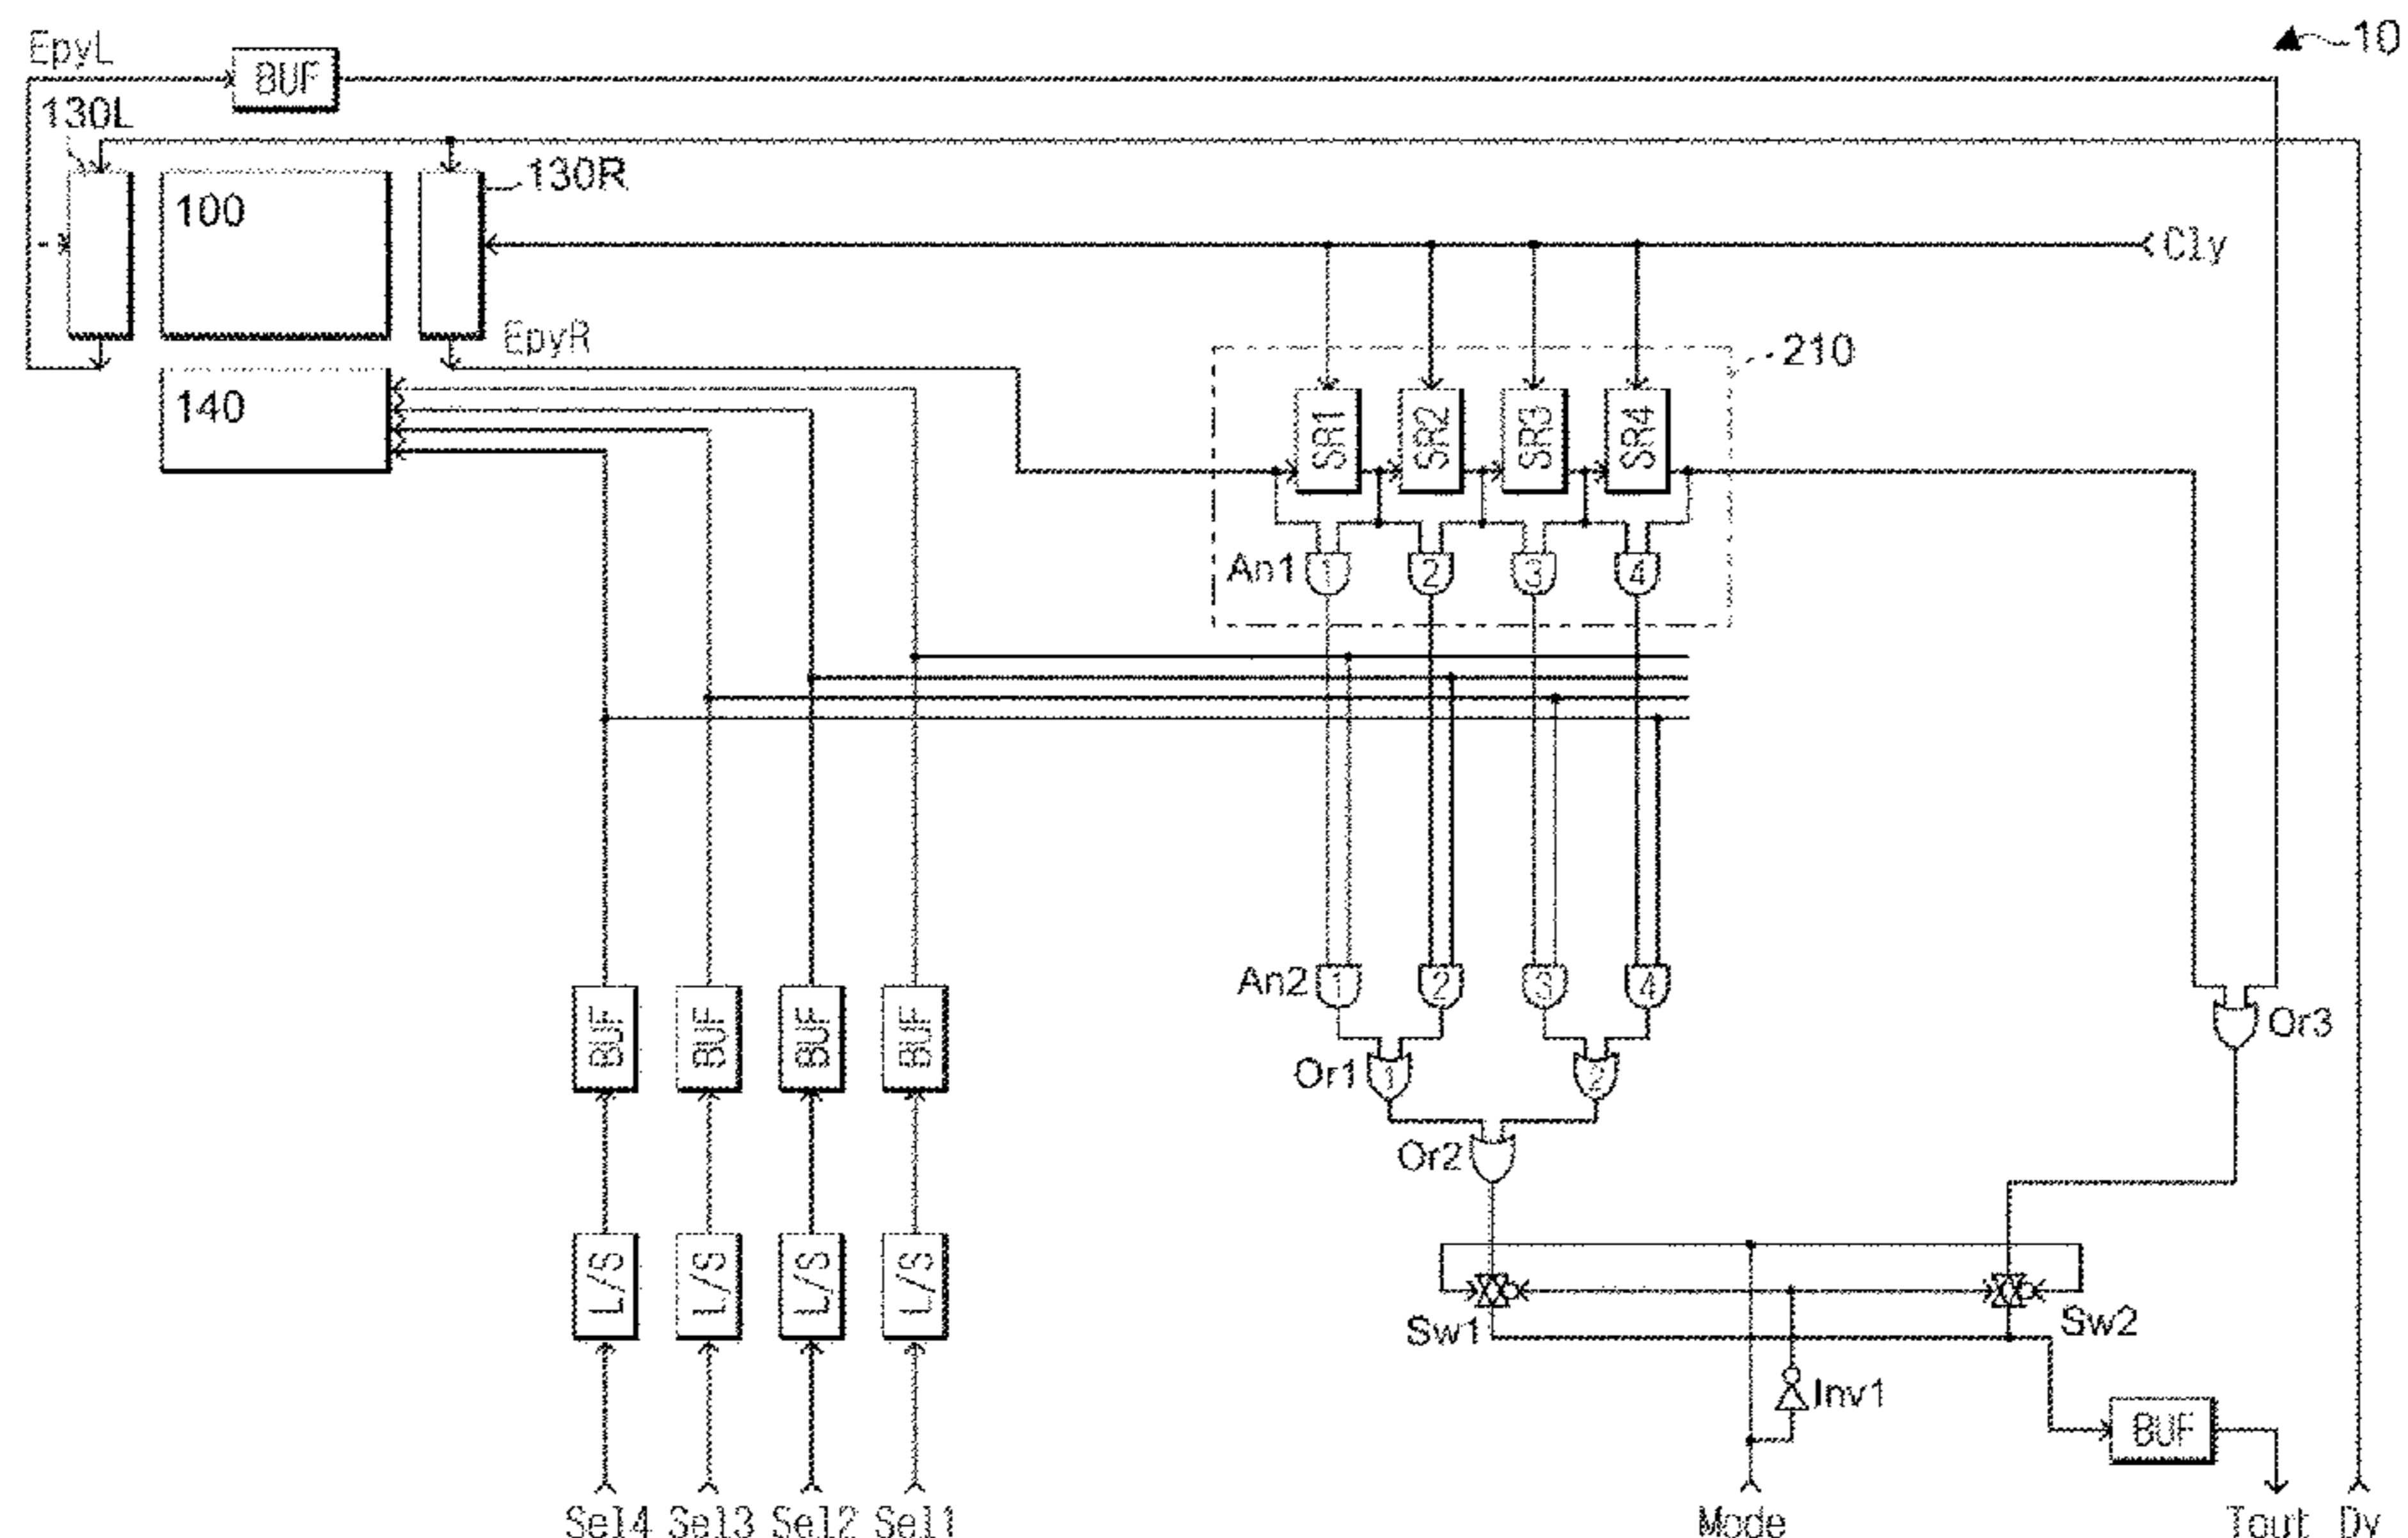 10
EpyL
BUF
130L
130R
100
Cly
EpyR
210
140
SR1 SR2 SR3 SR4
An1 1 2 3 4
An2 1 2 3 4
BUF BUF BUF BUF
Or3
Or1 1 2
Or2
L/S L/S L/S L/S
Sw1
Sw2
Inv1
BUF
Sel4 Sel3 Sel2 Sel1
Mode
Tout
Dy